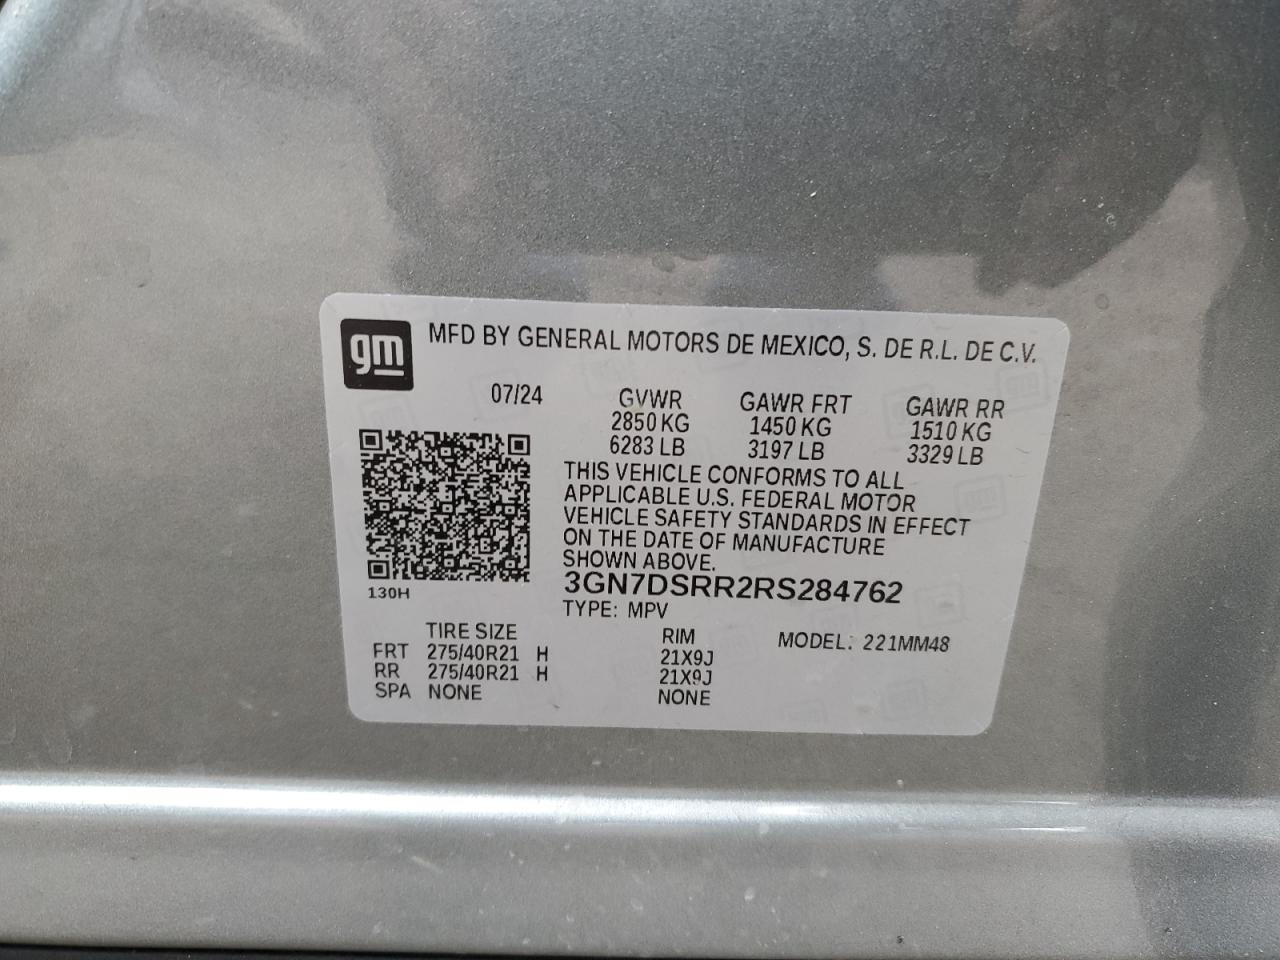 gm
MFD BY GENERAL MOTORS DE MEXICO, S. DE R.L. DE C.V.
07/24 GVWR GAWR FRT GAWR RR
2850 KG 1450 KG 1510 KG
6283 LB 3197 LB 3329 LB
THIS VEHICLE CONFORMS TO ALL
APPLICABLE U.S. FEDERAL MOTOR
VEHICLE SAFETY STANDARDS IN EFFECT
ON THE DATE OF MANUFACTURE
SHOWN ABOVE.
3GN7DSRR2RS284762
130H
TYPE: MPV
TIRE SIZE RIM MODEL: 221MM48
FRT 275/40R21 H 21X9J
RR 275/40R21 H 21X9J
SPA NONE NONE